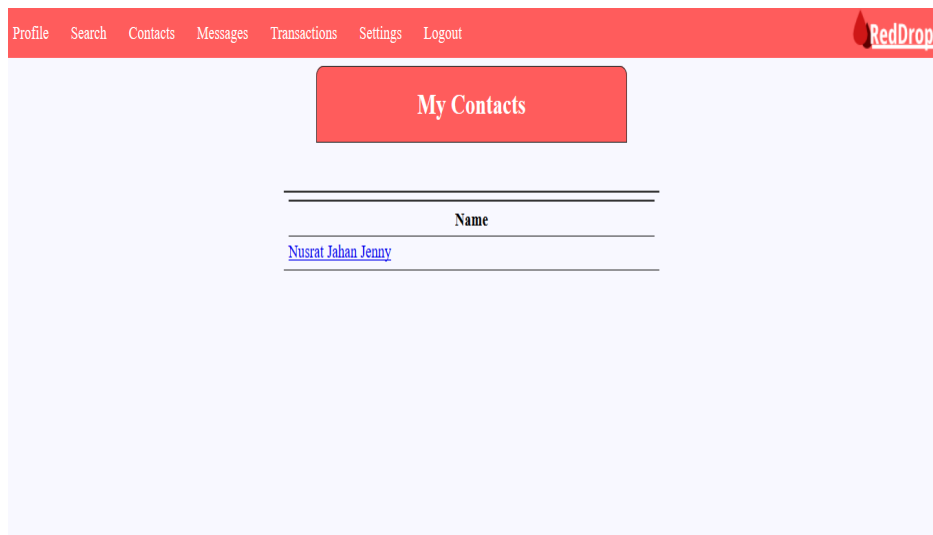 Profile Search Contacts Messages Transactions Settings Logout RedDrop
My Contacts
Name
Nusrat Jahan Jenny